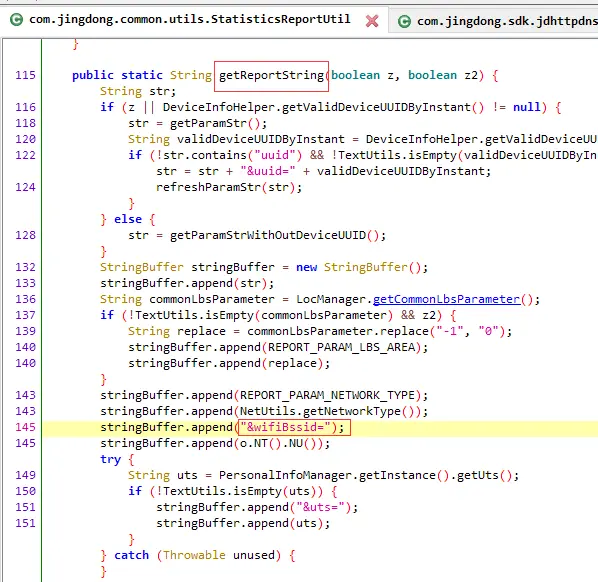 com.jingdong.common.utils.StatisticsReportUtil com.jingdong.sdk.jdhttpdns
}
115 public static String getReportString(boolean z, boolean z2) {
String str;
116 if (z || DeviceInfoHelper.getValidDeviceUUIDByInstant() != null) {
118 str = getParamStr();
120 String validDeviceUUIDByInstant = DeviceInfoHelper.getValidDeviceUU
122 if (!str.contains("uuid") && !TextUtils.isEmpty(validDeviceUUIDByIn
str = str + "&uuid=" + validDeviceUUIDByInstant;
124 refreshParamStr(str);
}
} else {
128 str = getParamStrWithOutDeviceUUID();
}
132 StringBuffer stringBuffer = new StringBuffer();
133 stringBuffer.append(str);
136 String commonLbsParameter = LocManager.getCommonLbsParameter();
137 if (!TextUtils.isEmpty(commonLbsParameter) && z2) {
139 String replace = commonLbsParameter.replace("-1", "0");
140 stringBuffer.append(REPORT_PARAM_LBS_AREA);
140 stringBuffer.append(replace);
}
143 stringBuffer.append(REPORT_PARAM_NETWORK_TYPE);
143 stringBuffer.append(NetUtils.getNetworkType());
145 stringBuffer.append("&wifiBssid=");
145 stringBuffer.append(o.NT().NU());
try {
149 String uts = PersonalInfoManager.getInstance().getUts();
150 if (!TextUtils.isEmpty(uts)) {
151 stringBuffer.append("&uts=");
151 stringBuffer.append(uts);
}
} catch (Throwable unused) {
}